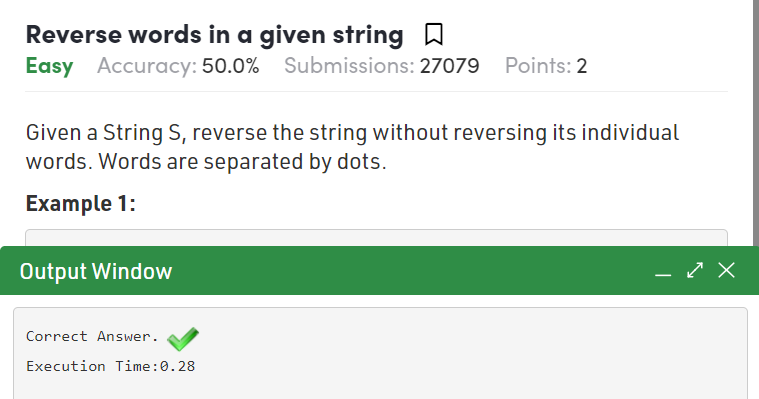 Reverse words in a given string
Easy Accuracy: 50.0% Submissions: 27079 Points: 2
Given a String S, reverse the string without reversing its individual
words. Words are separated by dots.
Example 1:
Output Window
Correct Answer.
Execution Time:0.28